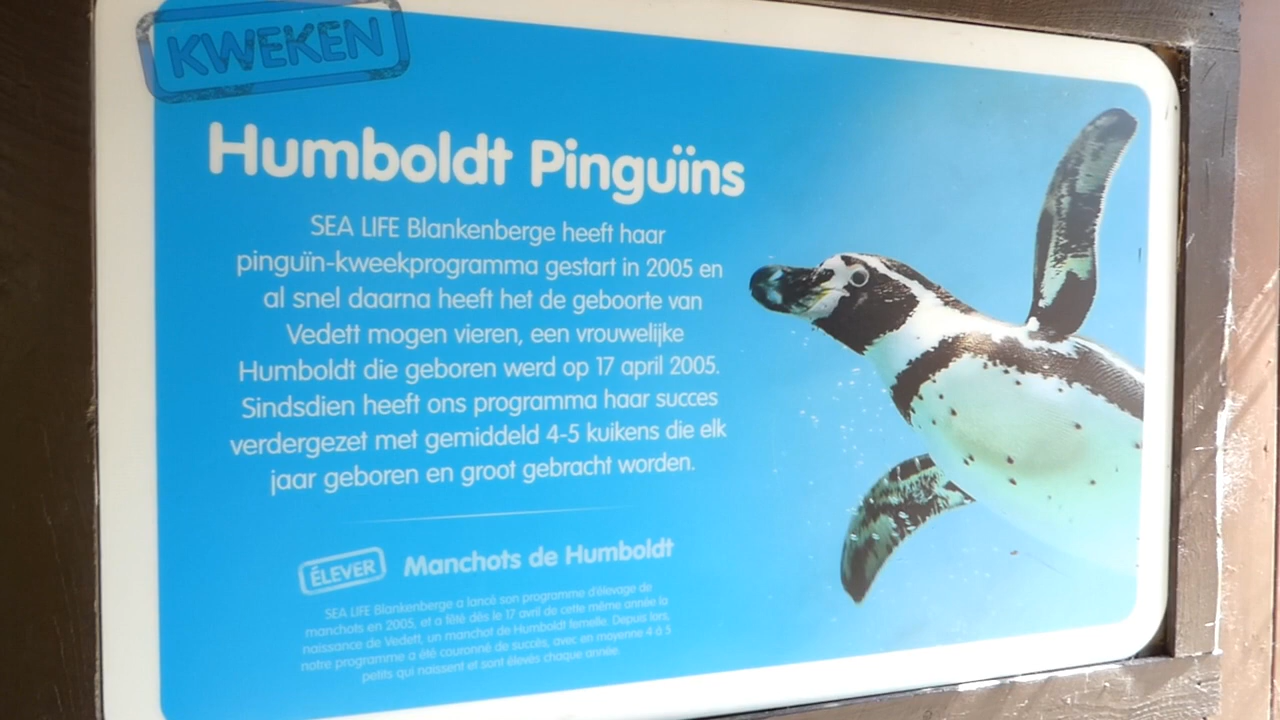 KWEKEN
Humboldt Pinguïns
SEA LIFE Blankenberge heeft haar
pinguïn-kweekprogramma gestart in 2005 en
al snel daarna heeft het de geboorte van
Vedett mogen vieren, een vrouwelijke
Humboldt die geboren werd op 17 april 2005.
Sindsdien heeft ons programma haar succes
verdergezet met gemiddeld 4-5 kuikens die elk
jaar geboren en groot gebracht worden.
ÉLEVER Manchots de Humboldt
SEA LIFE Blankenberge a lancé son programme d'élevage de
manchots en 2005, et a fêté dès le 17 avril de cette même année la
naissance de Vedett, un manchot de Humboldt femelle. Depuis lors,
notre programme a été couronné de succès, avec en moyenne 4 à 5
petits qui naissent et sont élevés chaque année.